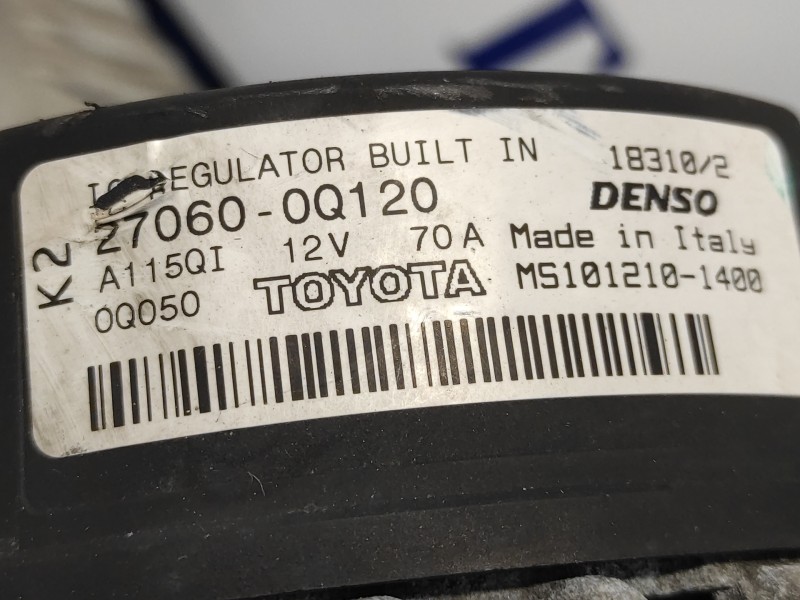 REGULATOR BUILT IN 18310/2
27060-0Q120 DENSO
K2
A115QI 12V 70A Made in Italy
0Q050 TOYOTA MS101210-1400